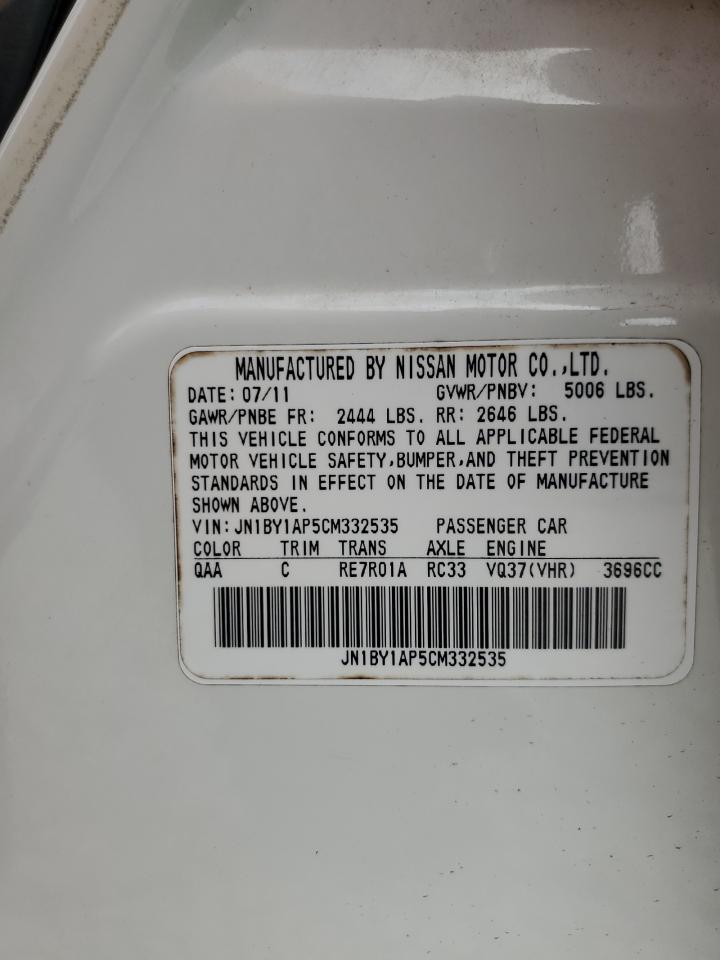 MANUFACTURED BY NISSAN MOTOR CO.,LTD.
DATE: 07/11 GVWR/PNBV: 5006 LBS.
GAWR/PNBE FR: 2444 LBS. RR: 2646 LBS.
THIS VEHICLE CONFORMS TO ALL APPLICABLE FEDERAL
MOTOR VEHICLE SAFETY,BUMPER,AND THEFT PREVENTION
STANDARDS IN EFFECT ON THE DATE OF MANUFACTURE
SHOWN ABOVE.
VIN: JN1BY1AP5CM332535 PASSENGER CAR
COLOR TRIM TRANS AXLE ENGINE
QAA C RE7R01A RC33 VQ37(VHR) 3696CC
JN1BY1AP5CM332535